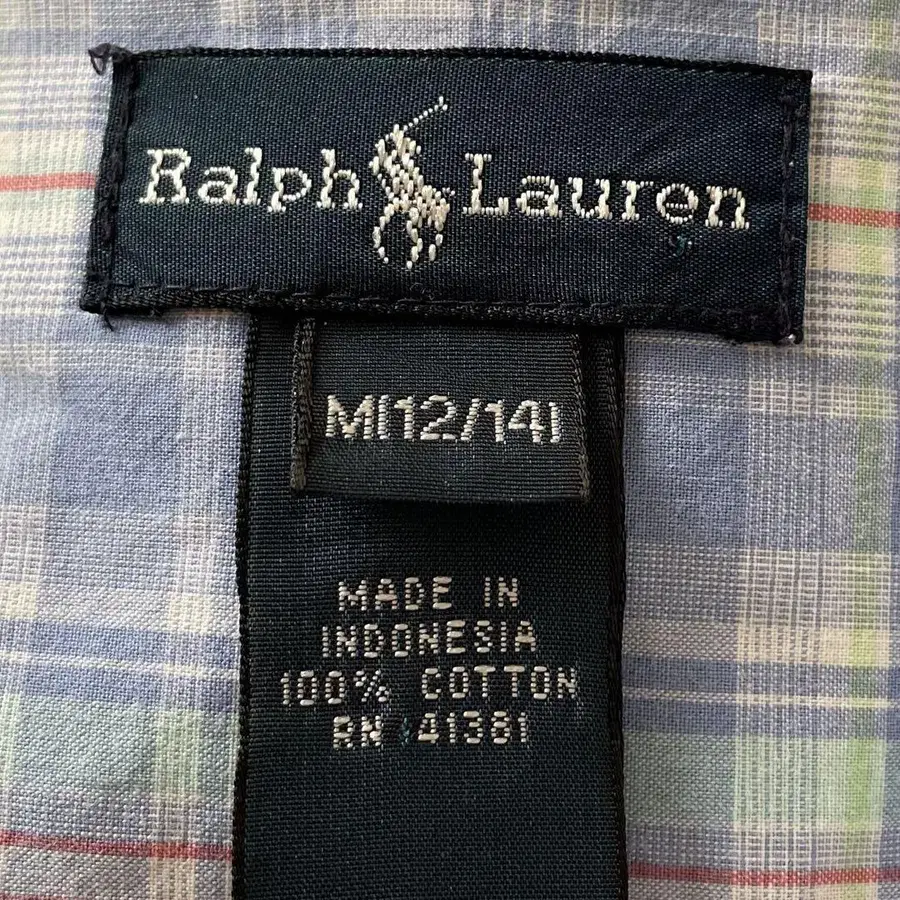 Ralph Lauren
M(12/14)
MADE IN
INDONESIA
100% COTTON
RN 41381